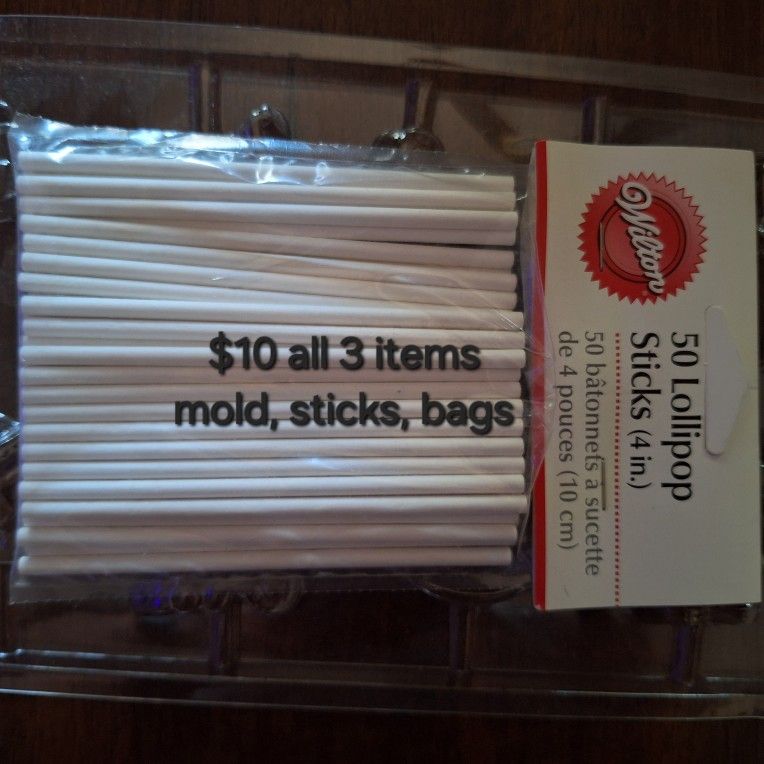 $10 all 3 items
mold, sticks, bags
Wilton
50 Lollipop
Sticks (4 in.)
50 bâtonnets à sucette
de 4 pouces (10 cm)